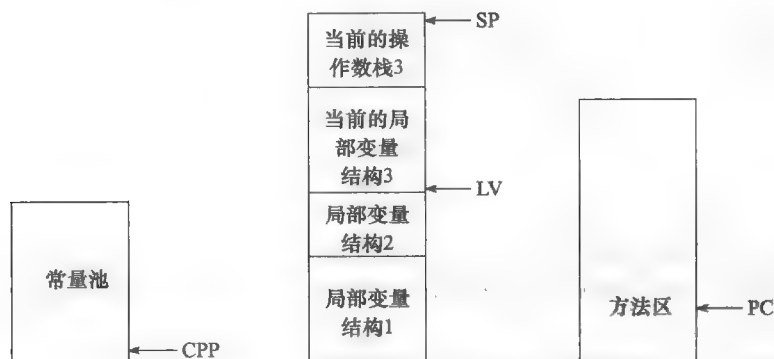 当前的操
作数栈3
SP
当前的局
部变量
结构3
LV
局部变量
结构2
局部变量
结构1
常量池
CPP
方法区
PC